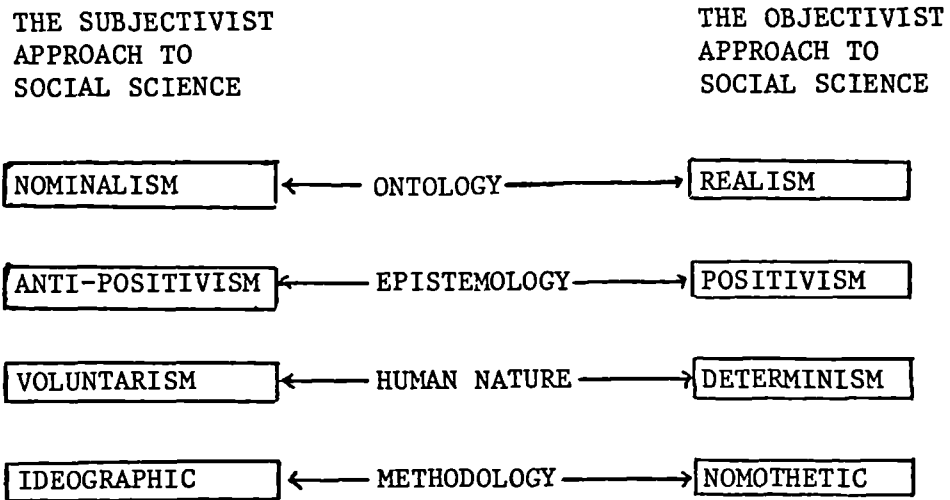 THE SUBJECTIVIST
APPROACH TO
SOCIAL SCIENCE
THE OBJECTIVIST
APPROACH TO
SOCIAL SCIENCE
NOMINALISM ONTOLOGY REALISM
ANTI-POSITIVISM EPISTEMOLOGY POSITIVISM
VOLUNTARISM HUMAN NATURE DETERMINISM
IDEOGRAPHIC METHODOLOGY NOMOTHETIC